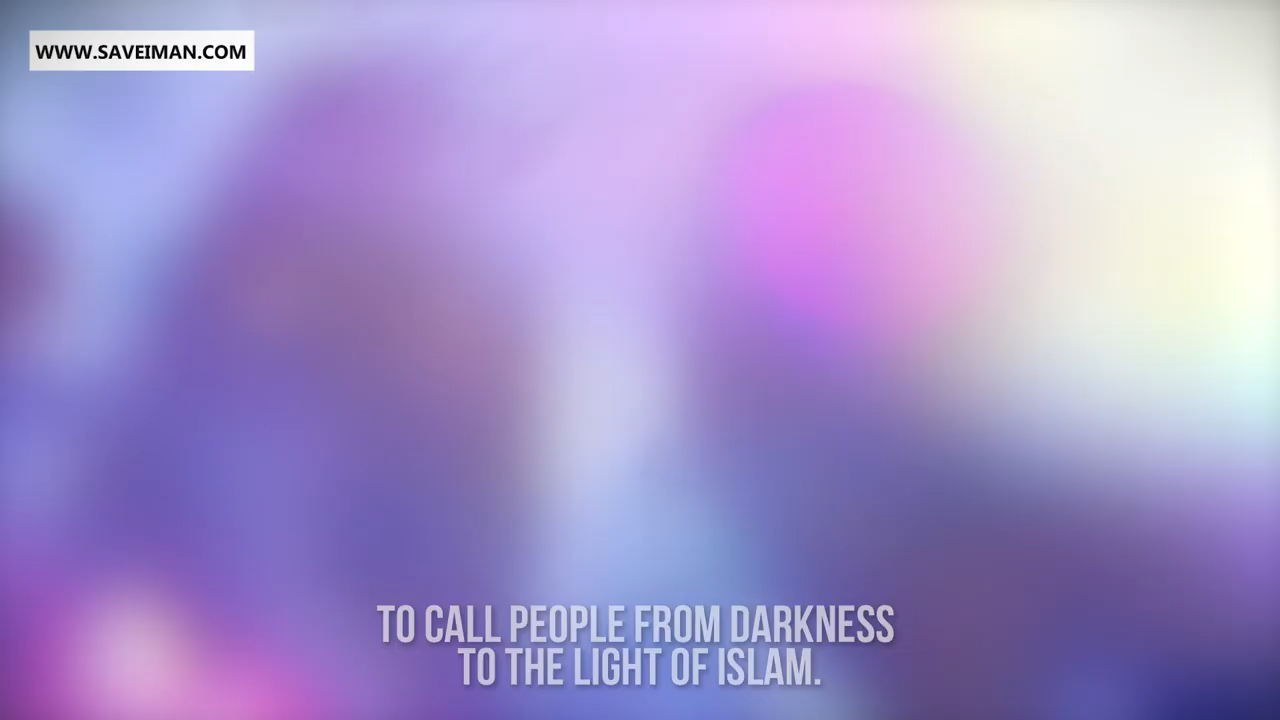 WWW.SAVEIMAN.COM
TO CALL PEOPLE FROM DARKNESS
TO THE LIGHT OF ISLAM.